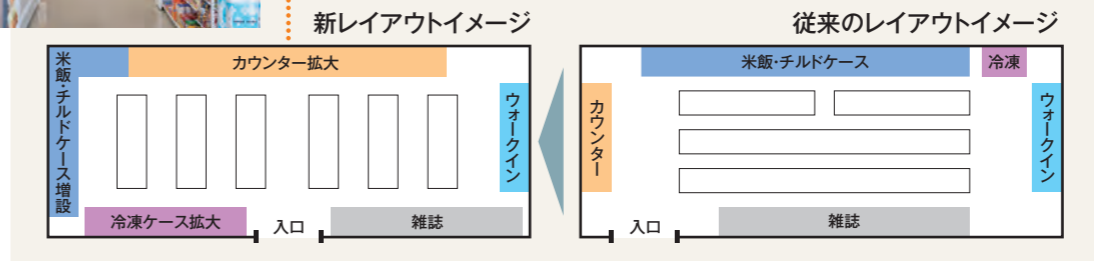 新レイアウトイメージ
米飯・チルドケース増設
カウンター拡大
ウォークイン
冷凍ケース拡大
入口
雑誌
従来のレイアウトイメージ
カウンター
米飯・チルドケース
冷凍
ウォークイン
入口
雑誌